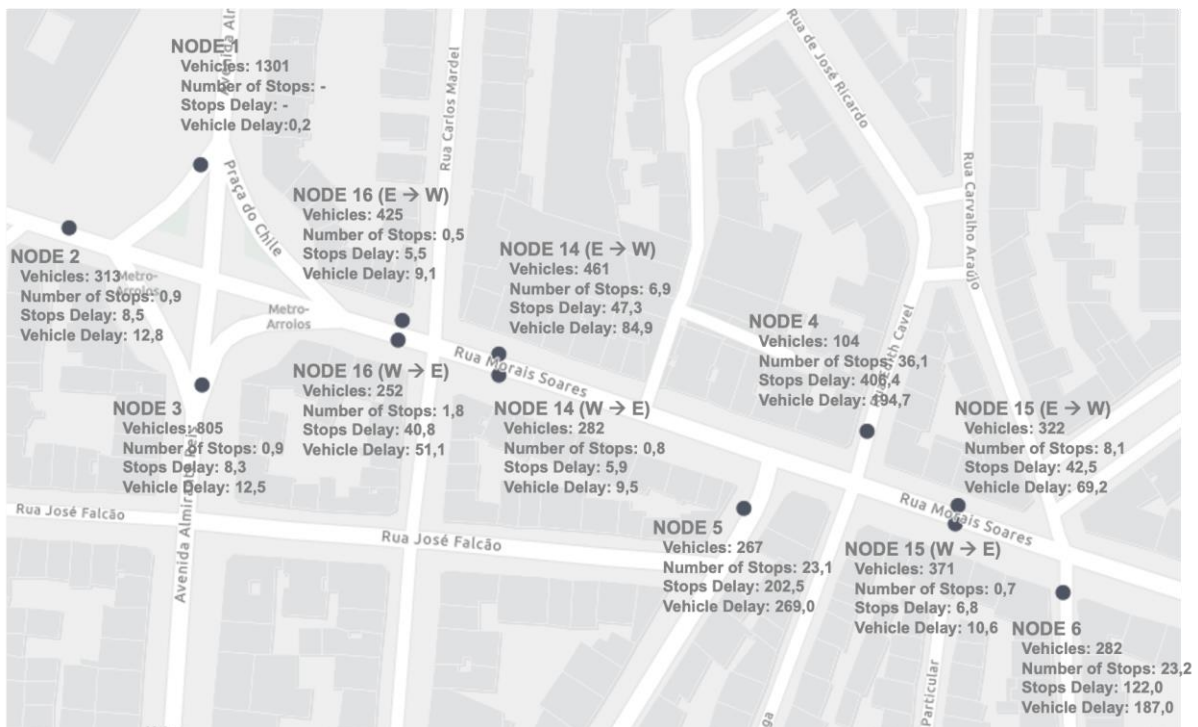 Avenida Alr
NODE 1
Vehicles: 1301
Number of Stops: -
Stops Delay: -
Vehicle Delay:0,2
Rua Carlos Mardel
Rua de José Ricardo
Rua Carvalho Araújo
Praça do Chile
NODE 16 (E → W)
Vehicles: 425
Number of Stops: 0,5
Stops Delay: 5,5
Vehicle Delay: 9,1
NODE 2
Vehicles: 313
Number of Stops: 0,9
Stops Delay: 8,5
Vehicle Delay: 12,8
Metro-
Arroios
Metro-
Arroios
NODE 14 (E → W)
Vehicles: 461
Number of Stops: 6,9
Stops Delay: 47,3
Vehicle Delay: 84,9
NODE 4
Vehicles: 104
Number of Stops: 36,1
Stops Delay: 406,4
Vehicle Delay: 494,7
Cavel
Rua Morais Soares
NODE 16 (W → E)
Vehicles: 252
Number of Stops: 1,8
Stops Delay: 40,8
Vehicle Delay: 51,1
NODE 3
Vehicles: 805
Number of Stops: 0,9
Stops Delay: 8,3
Vehicle Delay: 12,5
NODE 14 (W → E)
Vehicles: 282
Number of Stops: 0,8
Stops Delay: 5,9
Vehicle Delay: 9,5
NODE 15 (E → W)
Vehicles: 322
Number of Stops: 8,1
Stops Delay: 42,5
Vehicle Delay: 69,2
Rua Morais Soares
Rua José Falcão
Rua José Falcão
Avenida Almirante Reis
NODE 5
Vehicles: 267
Number of Stops: 23,1
Stops Delay: 202,5
Vehicle Delay: 269,0
NODE 15 (W → E)
Vehicles: 371
Number of Stops: 0,7
Stops Delay: 6,8
Vehicle Delay: 10,6
NODE 6
Vehicles: 282
Number of Stops: 23,2
Stops Delay: 122,0
Vehicle Delay: 187,0
Particular
ga